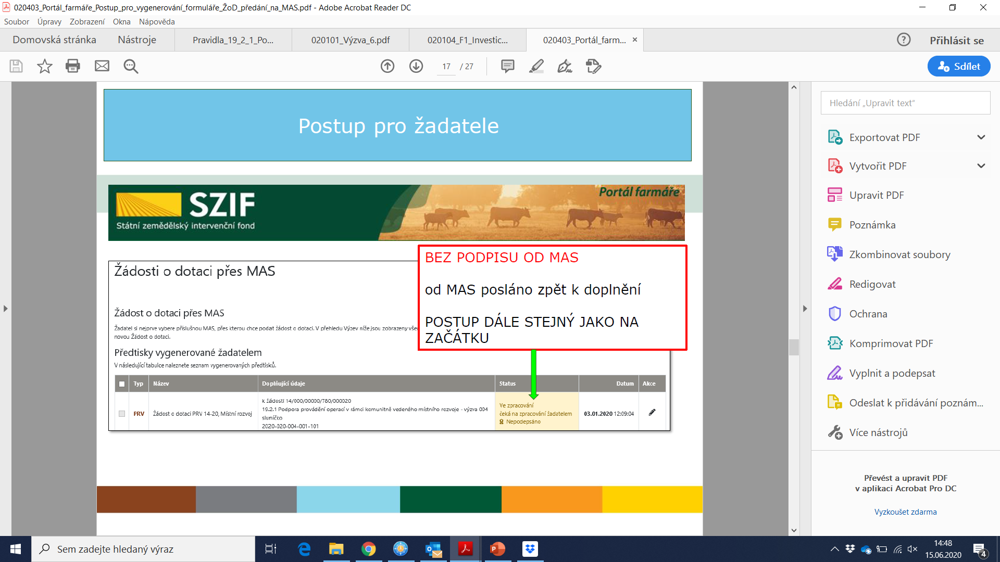 020403_Portál_farmáře_Postup_pro_vygenerování_formuláře_ŽoD_předání_na_MAS.pdf - Adobe Acrobat Reader DC
Soubor Úpravy Zobrazení Okna Nápověda
Domovská stránka Nástroje Pravidla_19_2_1_Po... 020101_Výzva_6.pdf 020104_F1_Investic... 020403_Portál_farm... × Přihlásit se
17 / 27 Sdílet
Postup pro žadatele
SZIF
Státní zemědělský intervenční fond
Portál farmáře
BEZ PODPISU OD MAS
od MAS posláno zpět k doplnění
POSTUP DÁLE STEJNÝ JAKO NA
ZAČÁTKU
Žádosti o dotaci přes MAS
Žádost o dotaci přes MAS
Žadatel si nejprve vybere příslušnou MAS, přes kterou chce podat žádost o dotaci. V přehledu Výzev níže jsou zobrazeny
novou Žádost o dotaci.
Předtisky vygenerované žadatelem
V následující tabulce naleznete seznam vygenerovaných předtisků.
Typ Název Doplňující údaje Status Datum Akce
PRV Žádost o dotaci PRV 14-20, Místní rozvoj
k žádosti 14/000/00000/780/000020
19.2.1 Podpora provádění operací v rámci komunitně vedeného místního rozvoje - výzva 004
sluníčko
2020-020-004-001-101
Ve zpracování
čeká na zpracování žadatelem
Nepodepsáno
03.01.2020 12:09:04
Hledání „Upravit text“
Exportovat PDF
Vytvořit PDF
Upravit PDF
Poznámka
Zkombinovat soubory
Redigovat
Ochrana
Komprimovat PDF
Vyplnit a podepsat
Odeslat k přidávání poznám...
Více nástrojů
Převést a upravit PDF
v aplikaci Acrobat Pro DC
Vyzkoušet zdarma
Sem zadejte hledaný výraz
14:48
15.06.2020
4